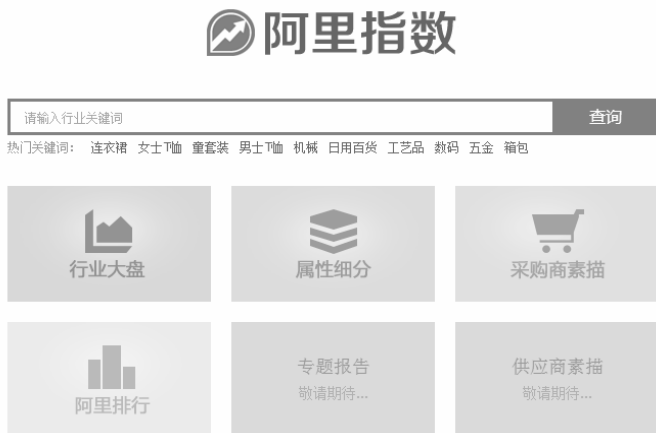 阿里指数
请输入行业关键词 查询
热门关键词： 连衣裙 女士T恤 童套装 男士T恤 机械 日用百货 工艺品 数码 五金 箱包
行业大盘 属性细分 采购商素描
阿里排行 专题报告 供应商素描
敬请期待... 敬请期待...